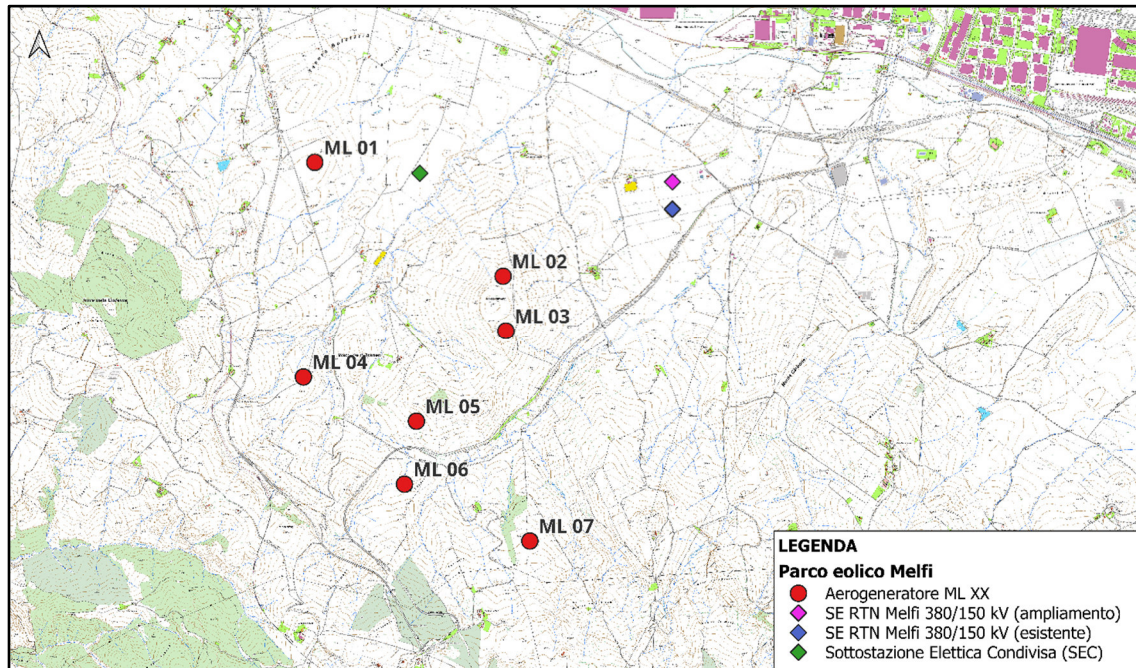 ML 01
ML 02
ML 03
ML 04
ML 05
ML 06
ML 07
LEGENDA
Parco eolico Melfi
Aerogeneratore ML XX
SE RTN Melfi 380/150 kV (ampliamento)
SE RTN Melfi 380/150 kV (esistente)
Sottostazione Elettrica Condivisa (SEC)